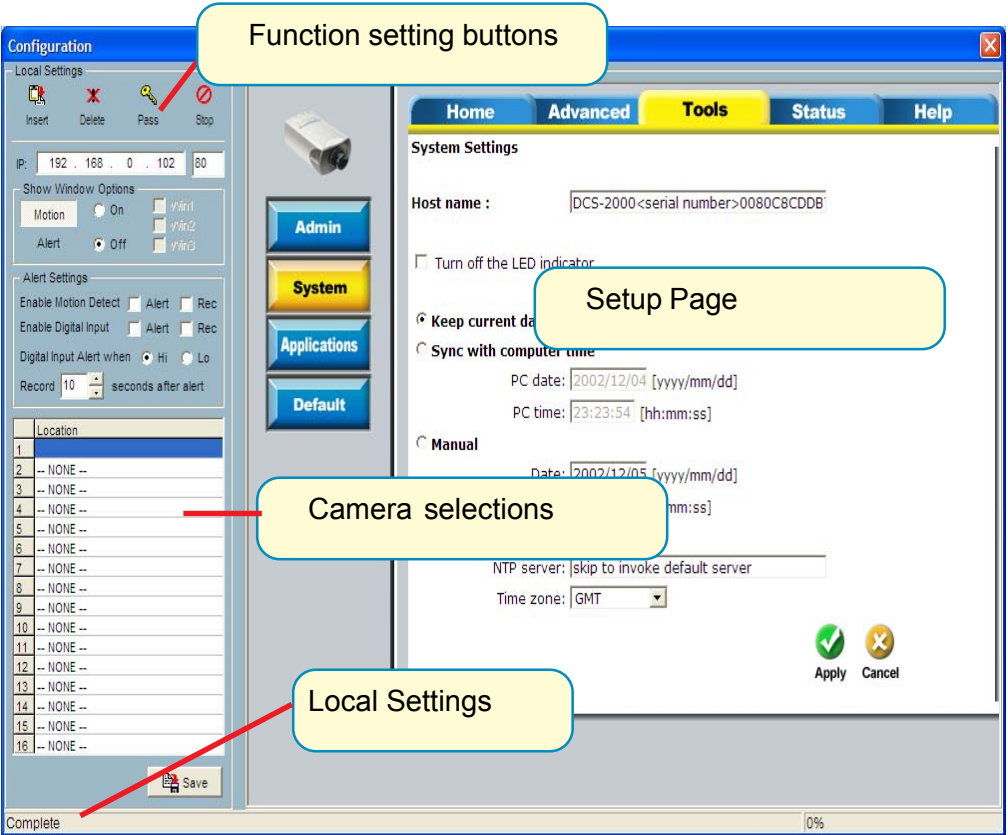 Function setting buttons
Configuration
Local Settings
Insert Delete Pass Stop
IP: 192 . 168 . 0 . 102 80
Show Window Options
Motion On Win1
Win2
Alert Off Win3
Alert Settings
Enable Motion Detect Alert Rec
Enable Digital Input Alert Rec
Digital Input Alert when Hi Lo
Record 10 seconds after alert
Location
1
2 -- NONE --
3 -- NONE --
4 -- NONE --
5 -- NONE --
6 -- NONE --
7 -- NONE --
8 -- NONE --
9 -- NONE --
10 -- NONE --
11 -- NONE --
12 -- NONE --
13 -- NONE --
14 -- NONE --
15 -- NONE --
16 -- NONE --
Save
Admin
System
Applications
Default
Home Advanced Tools Status Help
System Settings
Host name : DCS-2000<serial number>0080C8CDDB
Turn off the LED indicator
Setup Page
Keep current
Sync with computer time
PC date: 2002/12/04 [yyyy/mm/dd]
PC time: 23:23:54 [hh:mm:ss]
Manual
Date: 2002/12/05 [yyyy/mm/dd]
Camera selections
mm:ss]
NTP server: skip to invoke default server
Time zone: GMT
Apply Cancel
Local Settings
Complete 0%